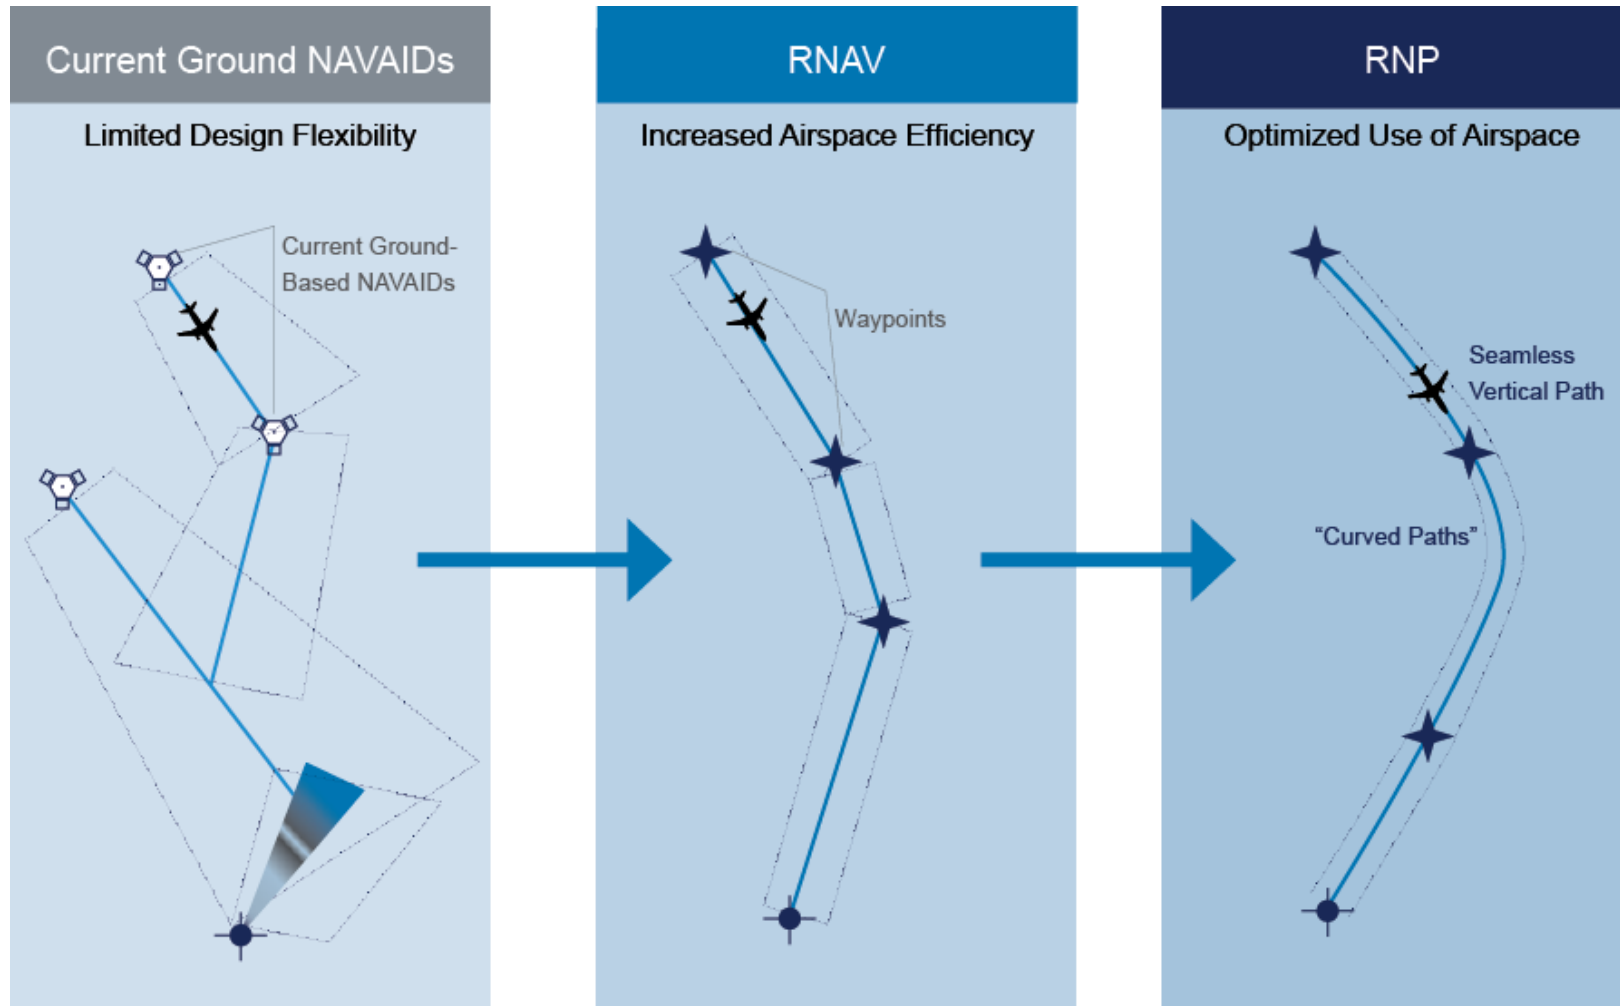 Current Ground NAVAIDs
Limited Design Flexibility
Current Ground-
Based NAVAIDs
RNAV
Increased Airspace Efficiency
Waypoints
RNP
Optimized Use of Airspace
Seamless
Vertical Path
“Curved Paths”